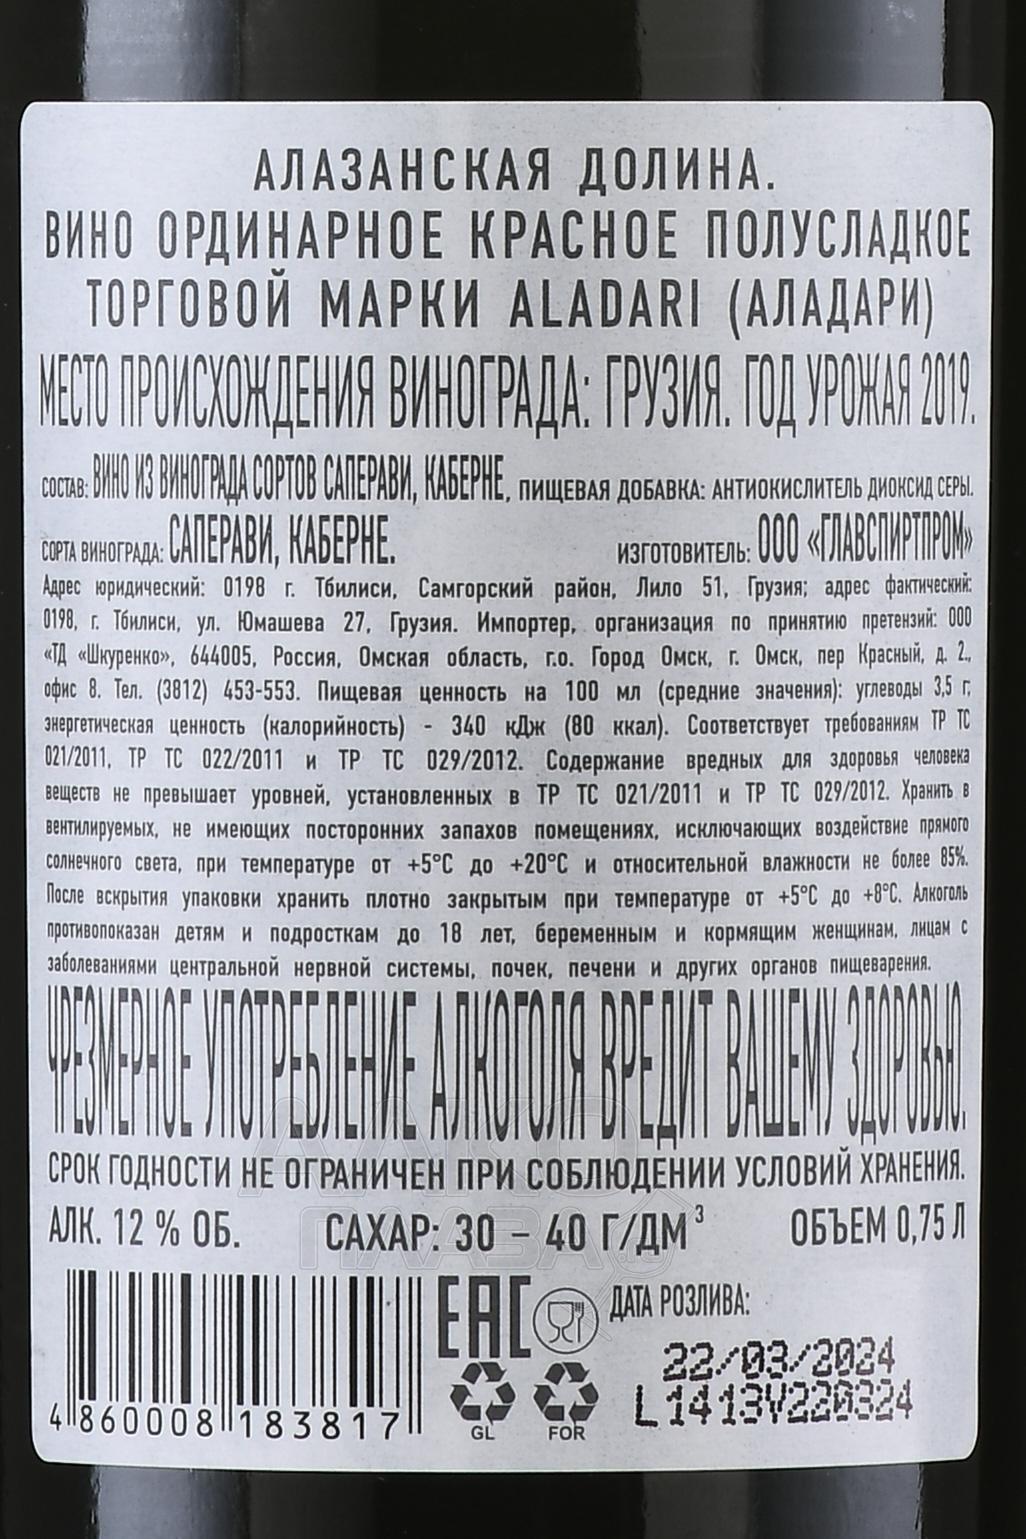 АЛАЗАНСКАЯ ДОЛИНА.
ВИНО ОРДИНАРНОЕ КРАСНОЕ ПОЛУСЛАДКОЕ
ТОРГОВОЙ МАРКИ ALADARI (АЛАДАРИ)
МЕСТО ПРОИСХОЖДЕНИЯ ВИНОГРАДА: ГРУЗИЯ. ГОД УРОЖАЯ 2019.
СОСТАВ: ВИНО ИЗ ВИНОГРАДА СОРТОВ САПЕРАВИ, КАБЕРНЕ, ПИЩЕВАЯ ДОБАВКА: АНТИОКИСЛИТЕЛЬ ДИОКСИД СЕРЫ.
СОРТА ВИНОГРАДА: САПЕРАВИ, КАБЕРНЕ. ИЗГОТОВИТЕЛЬ: ООО «ГЛАВСПИРТПРОМ»
Адрес юридический: 0198 г. Тбилиси, Самгорский район, Лило 51, Грузия; адрес фактический:
0198, г. Тбилиси, ул. Юмашева 27, Грузия. Импортер, организация по принятию претензий: ООО
«ТД «Шкуренко», 644005, Россия, Омская область, г.о. Город Омск, г. Омск, пер Красный, д. 2.,
офис 8. Тел. (3812) 453-553. Пищевая ценность на 100 мл (средние значения): углеводы 3,5 г;
энергетическая ценность (калорийность) - 340 кДж (80 ккал). Соответствует требованиям ТР ТС
021/2011, ТР ТС 022/2011 и ТР ТС 029/2012. Содержание вредных для здоровья человека
веществ не превышает уровней, установленных в ТР ТС 021/2011 и ТР ТС 029/2012. Хранить в
вентилируемых, не имеющих посторонних запахов помещениях, исключающих воздействие прямого
солнечного света, при температуре от +5°С до +20°С и относительной влажности не более 85%.
После вскрытия упаковки хранить плотно закрытым при температуре от +5°С до +8°С. Алкоголь
противопоказан детям и подросткам до 18 лет, беременным и кормящим женщинам, лицам с
заболеваниями центральной нервной системы, почек, печени и других органов пищеварения.
ЧРЕЗМЕРНОЕ УПОТРЕБЛЕНИЕ АЛКОГОЛЯ ВРЕДИТ ВАШЕМУ ЗДОРОВЬЮ.
СРОК ГОДНОСТИ НЕ ОГРАНИЧЕН ПРИ СОБЛЮДЕНИИ УСЛОВИЙ ХРАНЕНИЯ.
АЛК. 12 % ОБ. САХАР: 30 – 40 Г/ДМ³ ОБЪЕМ 0,75 Л
АЛКО
ПЛАЗА
EAC ДАТА РОЗЛИВА:
22/03/2024
L1413V220324
4 860008 183817
GL FOR